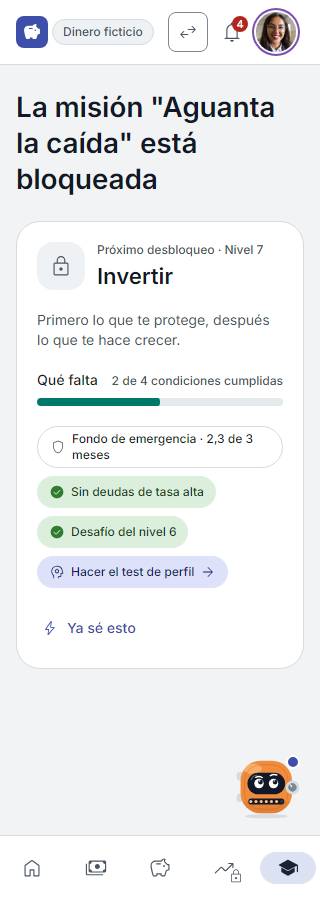 Dinero ficticio
4
La misión "Aguanta
la caída" está
bloqueada
Próximo desbloqueo · Nivel 7
Invertir
Primero lo que te protege, después
lo que te hace crecer.
Qué falta 2 de 4 condiciones cumplidas
Fondo de emergencia · 2,3 de 3
meses
Sin deudas de tasa alta
Desafío del nivel 6
Hacer el test de perfil
Ya sé esto